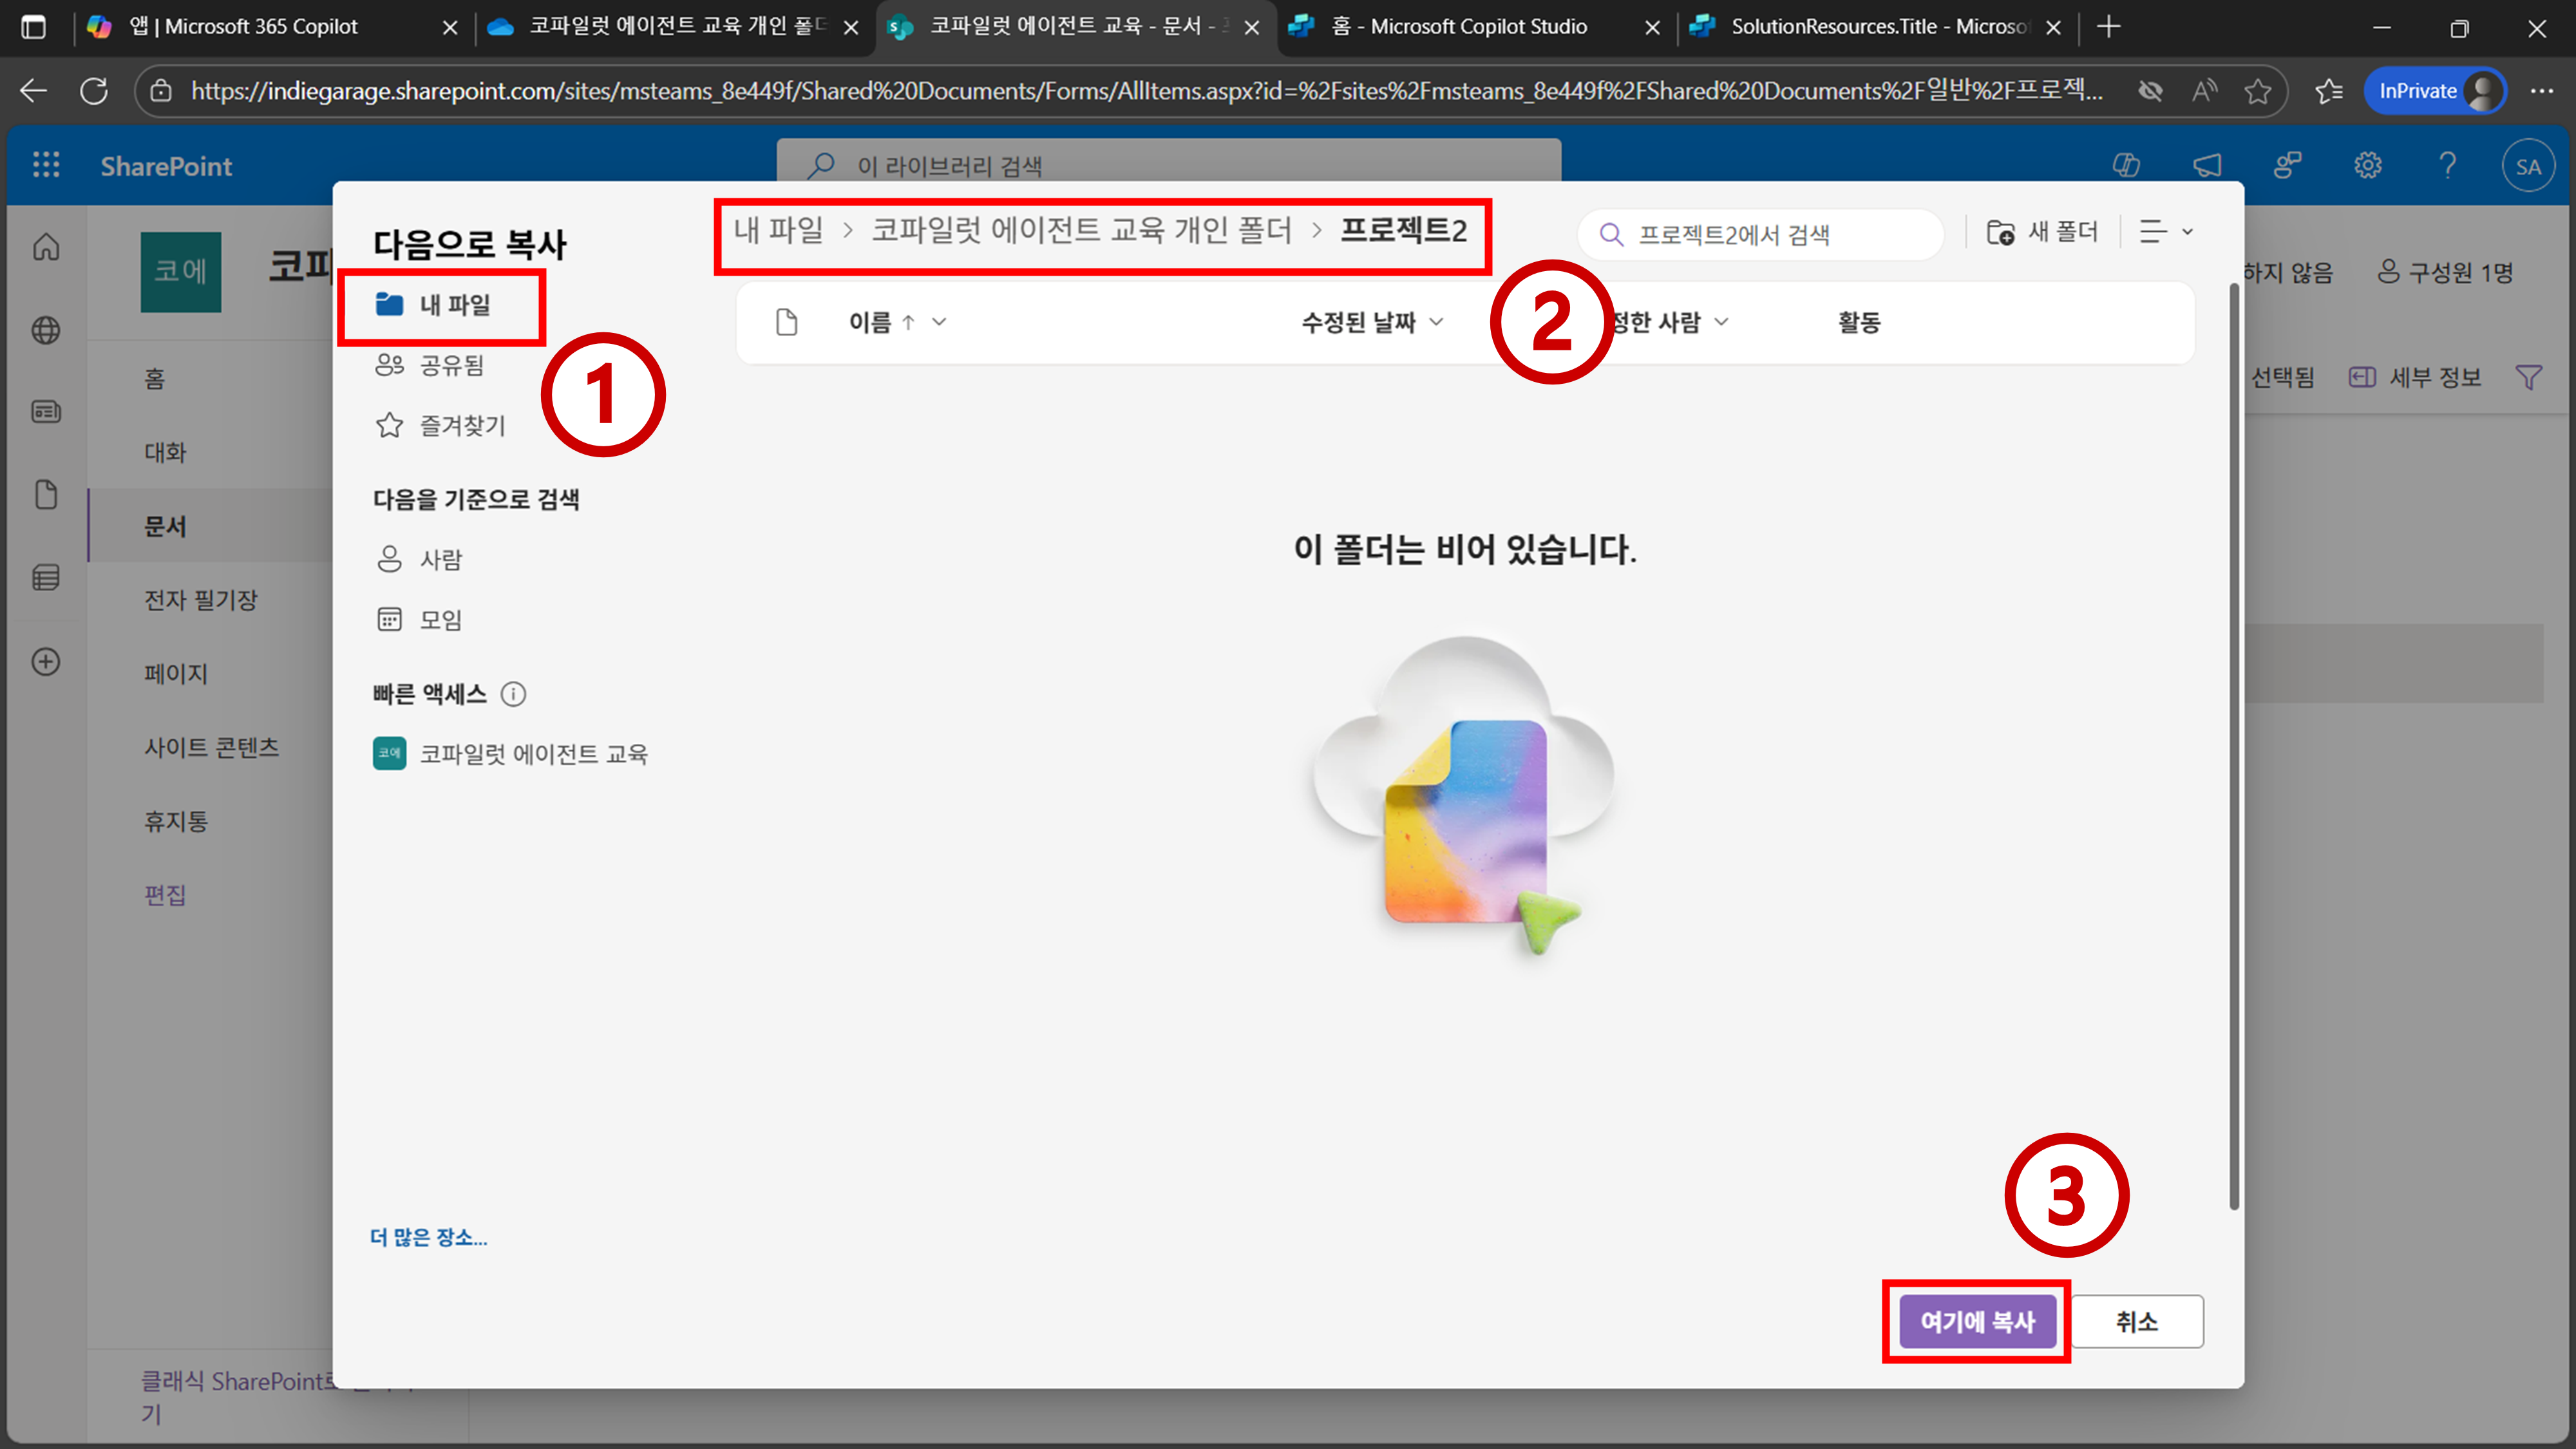 앱 | Microsoft 365 Copilot
코파일럿 에이전트 교육 개인 폴더
코파일럿 에이전트 교육 - 문서 -
홈 - Microsoft Copilot Studio
SolutionResources.Title - Microso
https://indiegarage.sharepoint.com/sites/msteams_8e449f/Shared%20Documents/Forms/AllItems.aspx?id=%2Fsites%2Fmsteams_8e449f%2FShared%20Documents%2F일반%2F프로젝...
InPrivate
SharePoint
이 라이브러리 검색
SA
코에
코파
하지 않음
구성원 1명
선택됨
세부 정보
홈
대화
문서
전자 필기장
페이지
사이트 콘텐츠
휴지통
편집
클래식 SharePoint로
기
다음으로 복사
내 파일
공유됨
즐겨찾기
다음을 기준으로 검색
사람
모임
빠른 액세스
코에
코파일럿 에이전트 교육
더 많은 장소...
내 파일 > 코파일럿 에이전트 교육 개인 폴더 > 프로젝트2
프로젝트2에서 검색
새 폴더
이름
수정된 날짜
정한 사람
활동
이 폴더는 비어 있습니다.
1
2
3
여기에 복사
취소